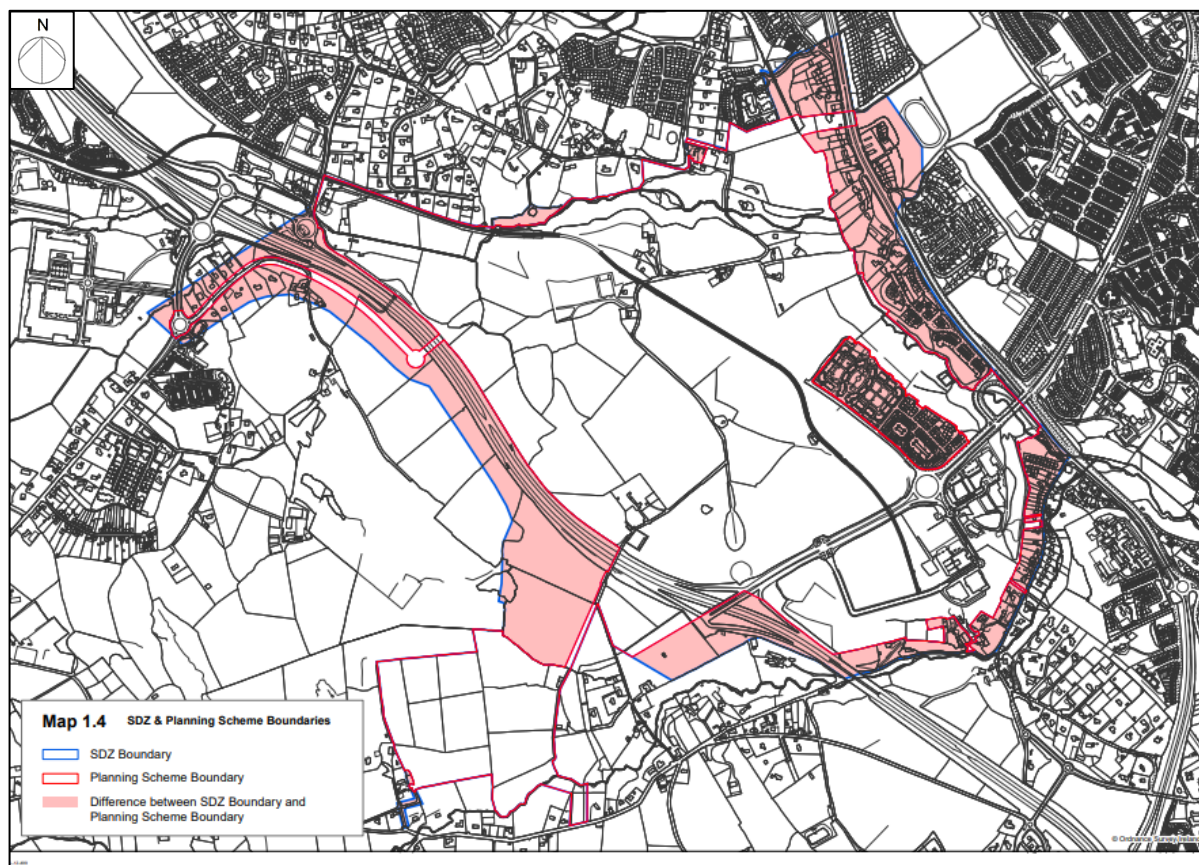 N
Map 1.4 SDZ & Planning Scheme Boundaries
SDZ Boundary
Planning Scheme Boundary
Difference between SDZ Boundary and
Planning Scheme Boundary
© Ordnance Survey Ireland